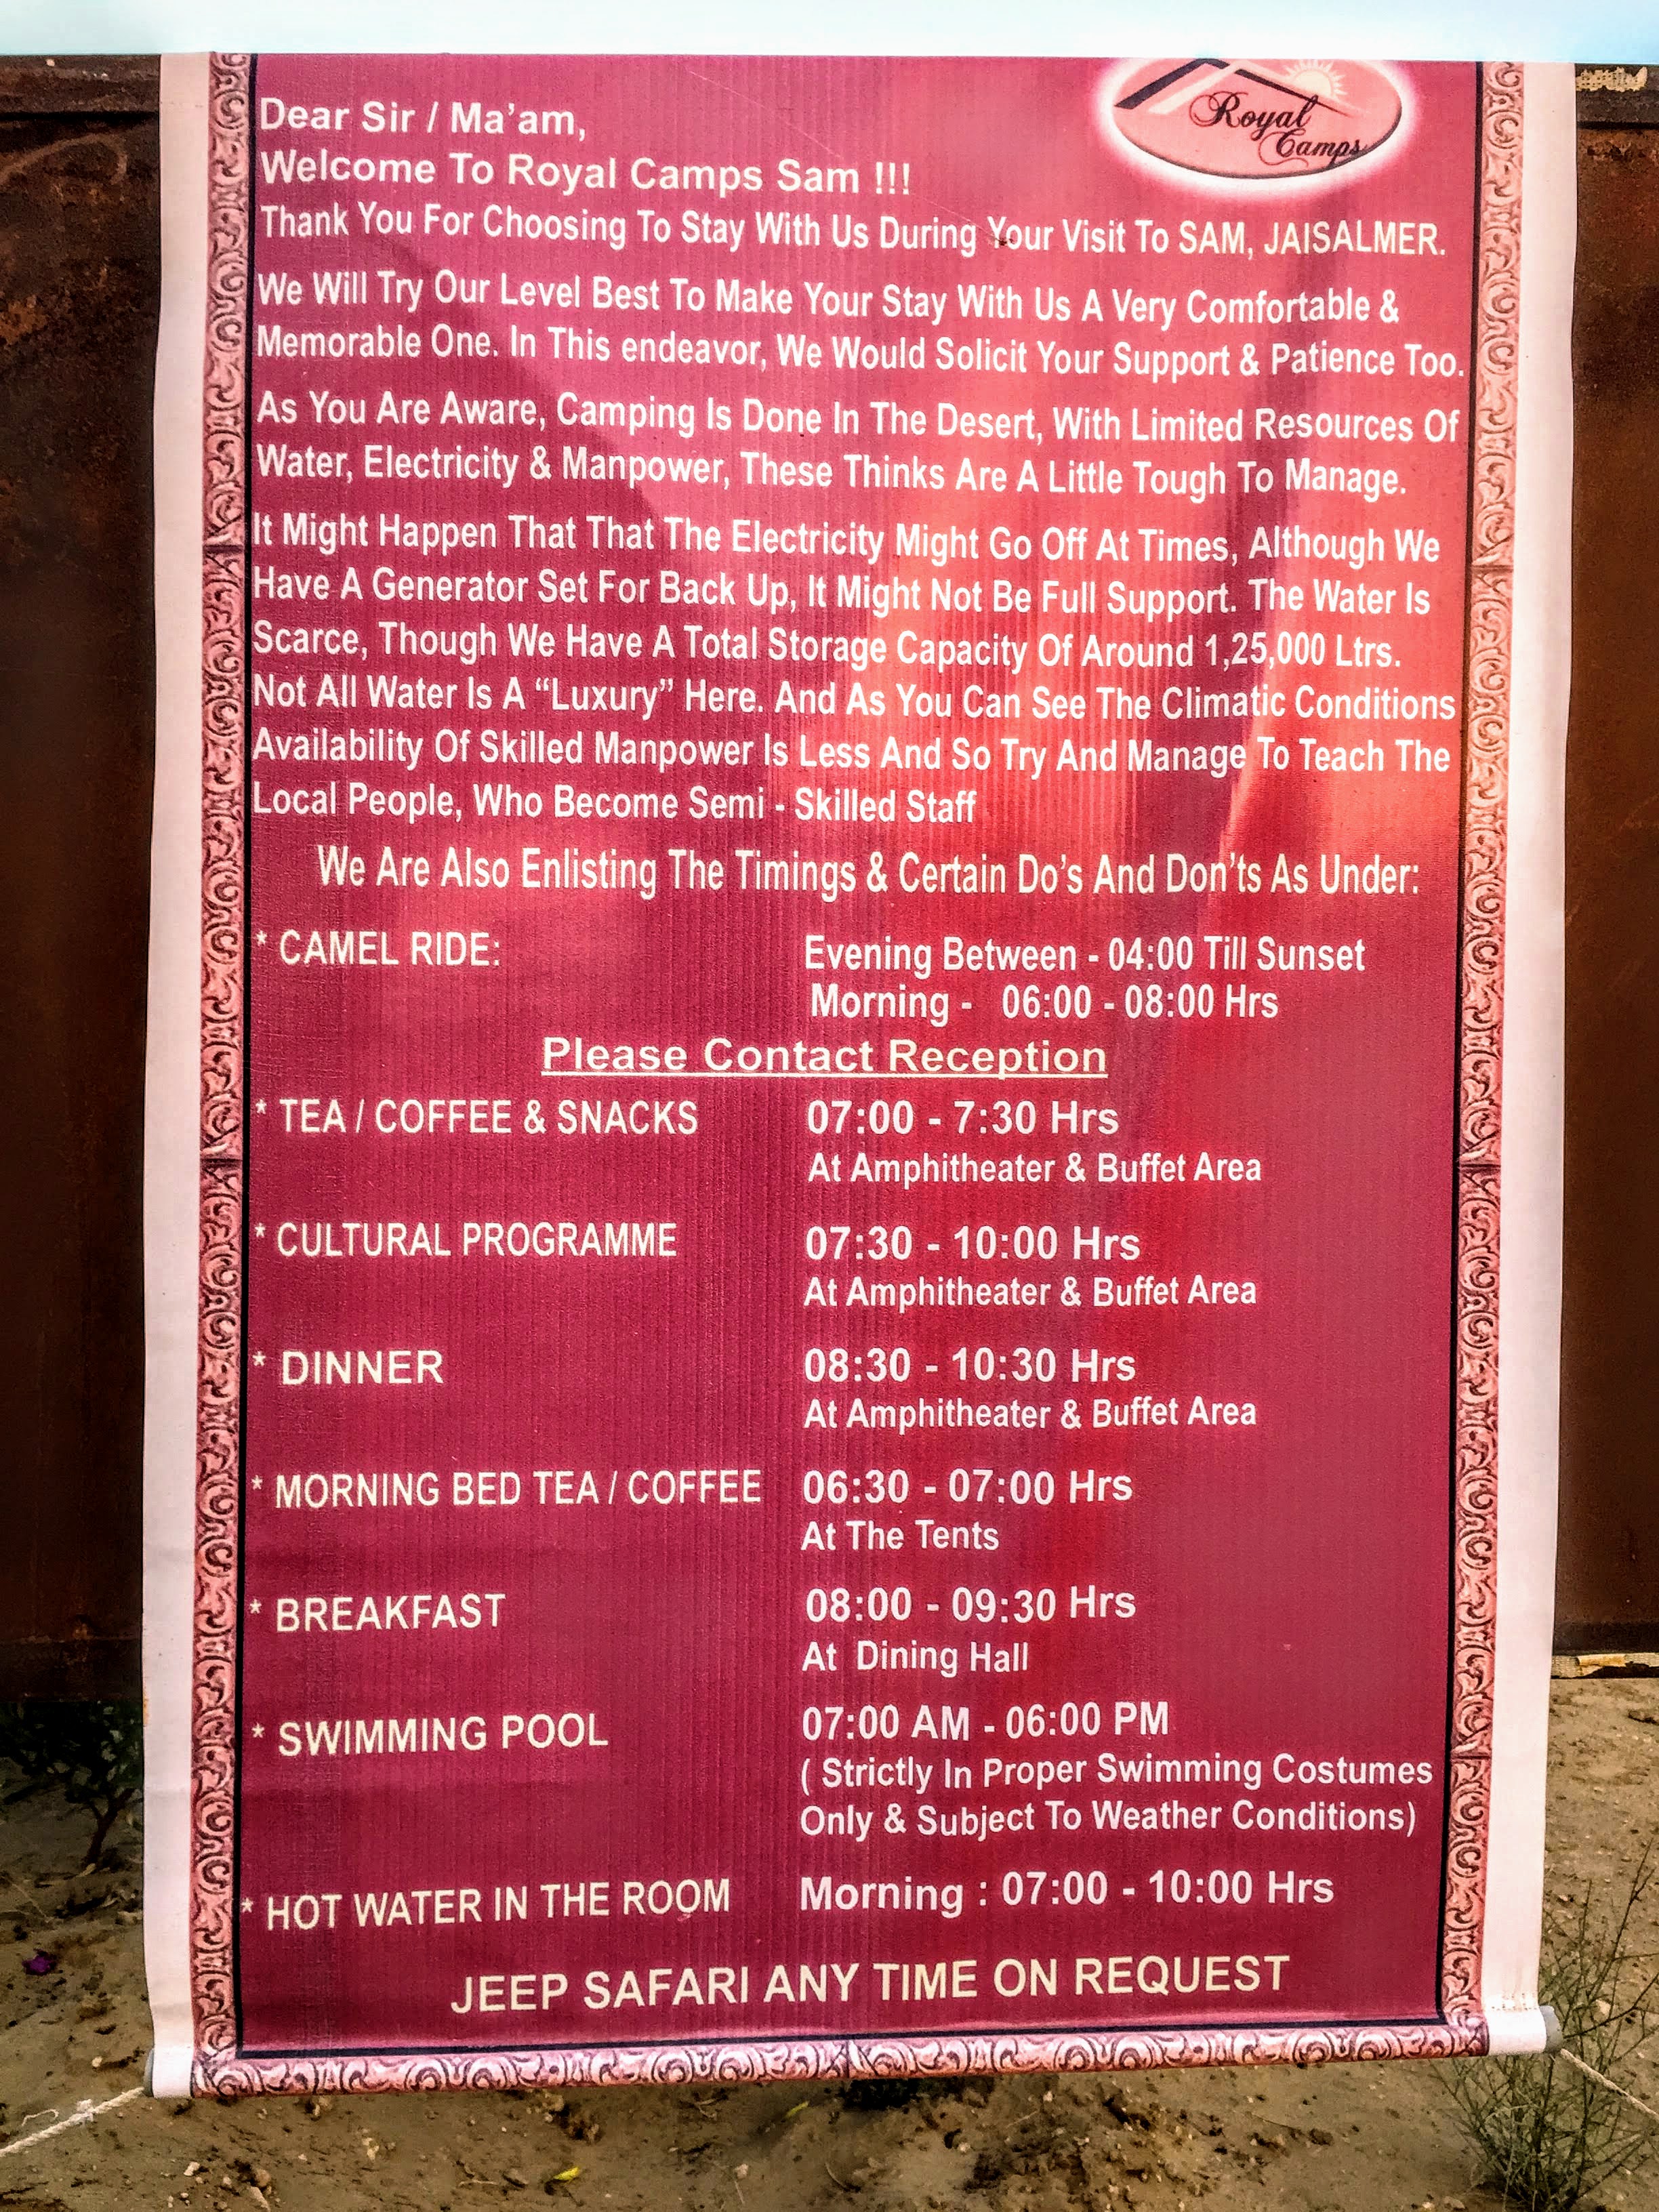 Royal
Camps
Dear Sir / Ma'am,
Welcome To Royal Camps Sam !!!
Thank You For Choosing To Stay With Us During Your Visit To SAM, JAISALMER.
We Will Try Our Level Best To Make Your Stay With Us A Very Comfortable &
Memorable One. In This endeavor, We Would Solicit Your Support & Patience Too.
As You Are Aware, Camping Is Done In The Desert, With Limited Resources Of
Water, Electricity & Manpower, These Thinks Are A Little Tough To Manage.
It Might Happen That That The Electricity Might Go Off At Times, Although We
Have A Generator Set For Back Up, It Might Not Be Full Support. The Water Is
Scarce, Though We Have A Total Storage Capacity Of Around 1,25,000 Ltrs.
Not All Water Is A “Luxury” Here. And As You Can See The Climatic Conditions
Availability Of Skilled Manpower Is Less And So Try And Manage To Teach The
Local People, Who Become Semi - Skilled Staff
We Are Also Enlisting The Timings & Certain Do's And Don'ts As Under:
* CAMEL RIDE: Evening Between - 04:00 Till Sunset
Morning - 06:00 - 08:00 Hrs
Please Contact Reception
* TEA / COFFEE & SNACKS 07:00 - 7:30 Hrs
At Amphitheater & Buffet Area
* CULTURAL PROGRAMME 07:30 - 10:00 Hrs
At Amphitheater & Buffet Area
* DINNER 08:30 - 10:30 Hrs
At Amphitheater & Buffet Area
* MORNING BED TEA / COFFEE 06:30 - 07:00 Hrs
At The Tents
* BREAKFAST 08:00 - 09:30 Hrs
At Dining Hall
* SWIMMING POOL 07:00 AM - 06:00 PM
( Strictly In Proper Swimming Costumes
Only & Subject To Weather Conditions)
* HOT WATER IN THE ROOM Morning : 07:00 - 10:00 Hrs
JEEP SAFARI ANY TIME ON REQUEST